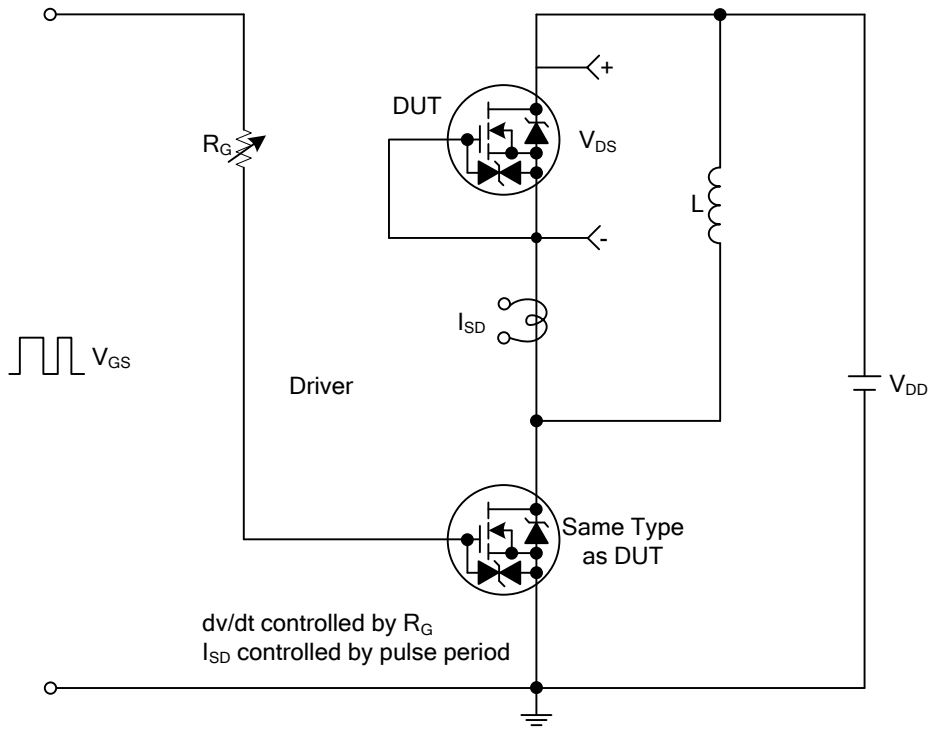 DUT
+
R_G
V_DS
L
-
I_SD
V_GS
Driver
V_DD
Same Type
as DUT
dv/dt controlled by R_G
I_SD controlled by pulse period